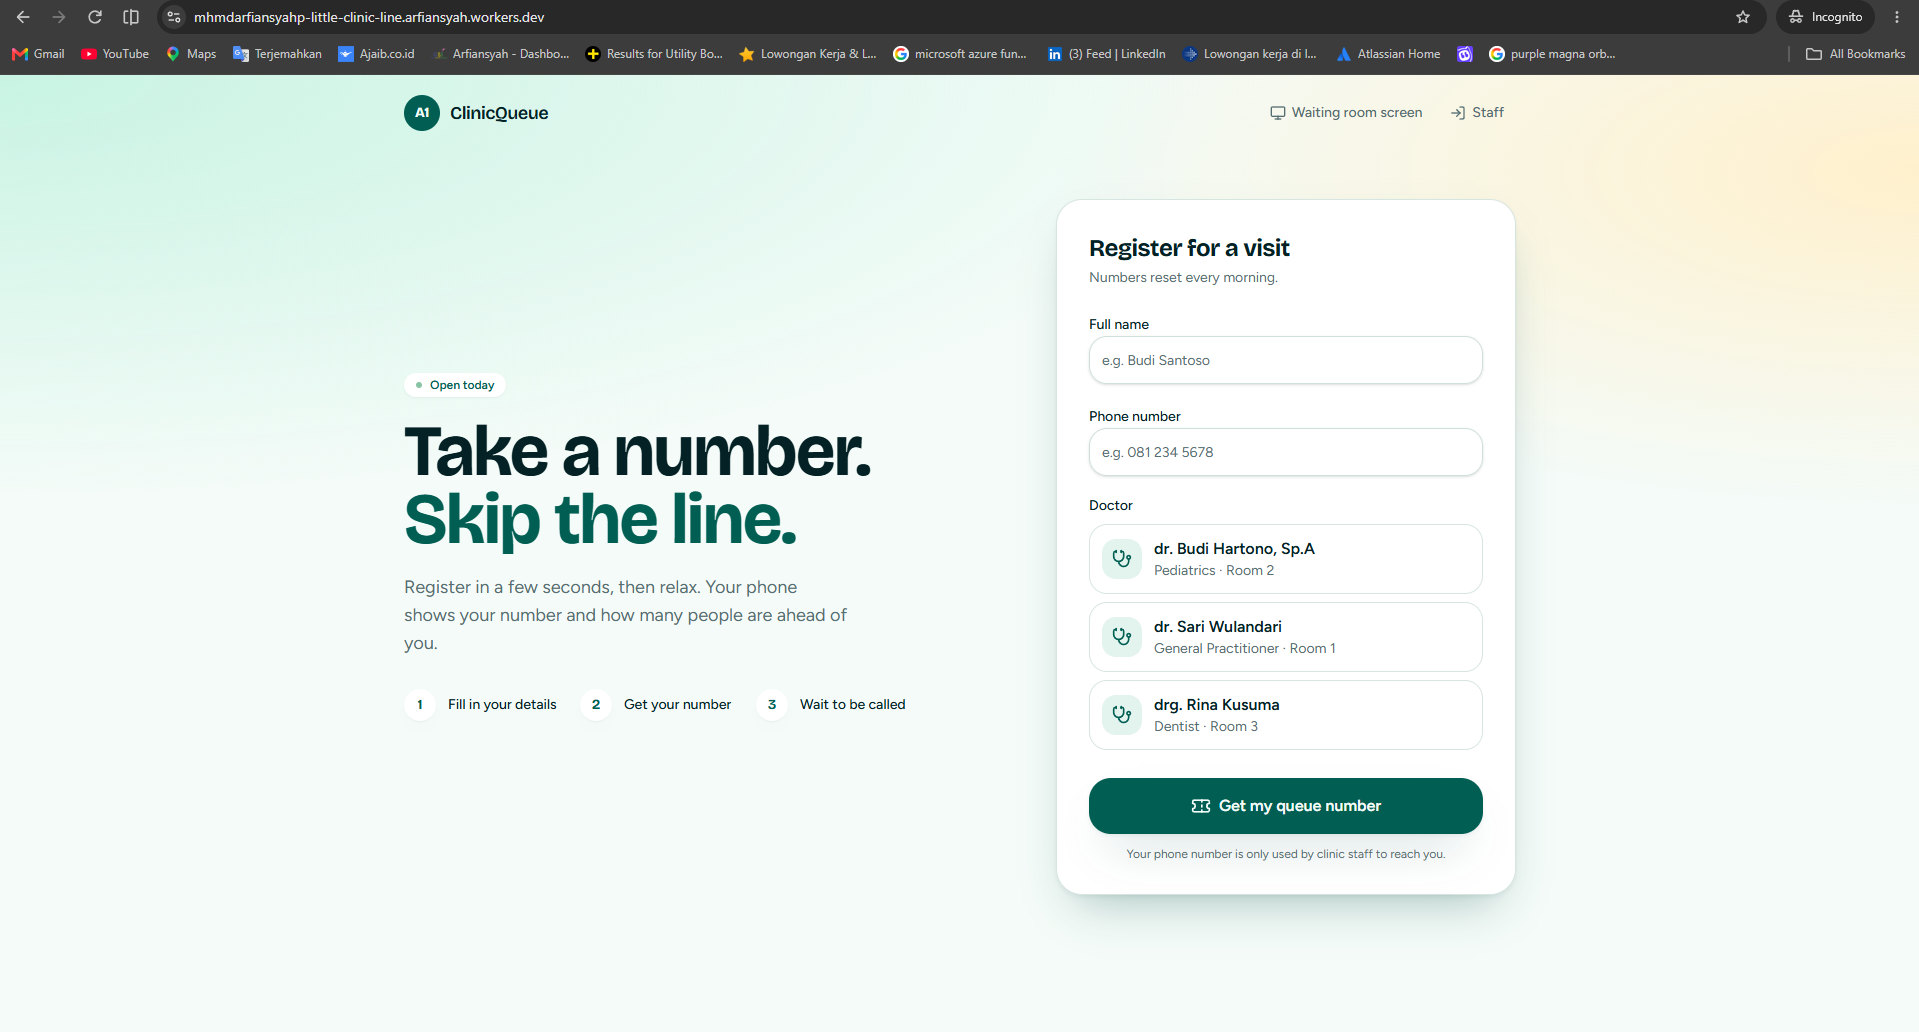 mhmdarfiansyahp-little-clinic-line.arfiansyah.workers.dev
Incognito
Gmail
YouTube
Maps
Terjemahkan
Ajaib.co.id
Arfiansyah - Dashbo...
Results for Utility Bo...
Lowongan Kerja & L...
microsoft azure fun...
(3) Feed | LinkedIn
Lowongan kerja di I...
Atlassian Home
purple magna orb...
All Bookmarks
A1
ClinicQueue
Waiting room screen
Staff
Open today
Take a number.
Skip the line.
Register in a few seconds, then relax. Your phone
shows your number and how many people are ahead of
you.
1 Fill in your details
2 Get your number
3 Wait to be called
Register for a visit
Numbers reset every morning.
Full name
e.g. Budi Santoso
Phone number
e.g. 081 234 5678
Doctor
dr. Budi Hartono, Sp.A
Pediatrics · Room 2
dr. Sari Wulandari
General Practitioner · Room 1
drg. Rina Kusuma
Dentist · Room 3
Get my queue number
Your phone number is only used by clinic staff to reach you.